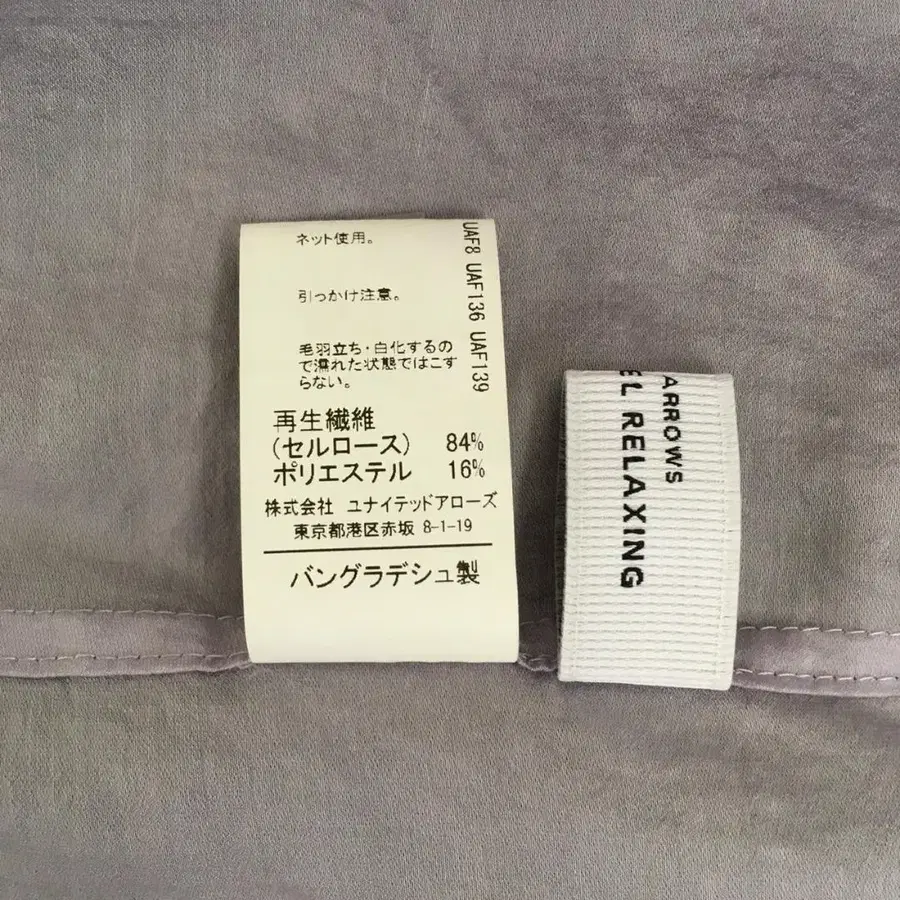 ネット使用。
引っかけ注意。
毛羽立ち・白化するの
で濡れた状態ではこす
らない。
UAF8 UAF136 UAF139
再生繊維
(セルロース) 84%
ポリエステル 16%
株式会社 ユナイテッドアローズ
東京都港区赤坂 8-1-19
バングラデシュ製
ARROWS
EL RELAXING